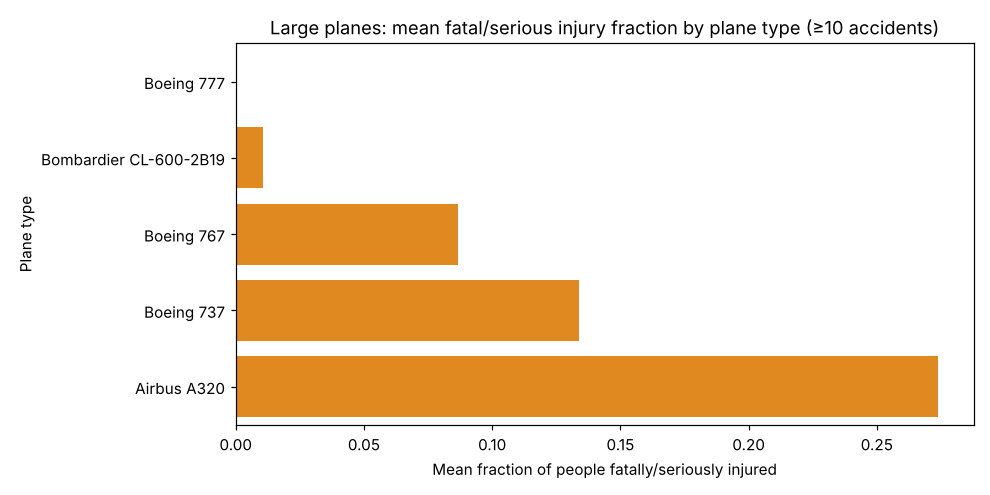 Large planes: mean fatal/serious injury fraction by plane type (≥10 accidents)
Plane type
Boeing 777
Bombardier CL-600-2B19
Boeing 767
Boeing 737
Airbus A320
0.00 0.05 0.10 0.15 0.20 0.25
Mean fraction of people fatally/seriously injured